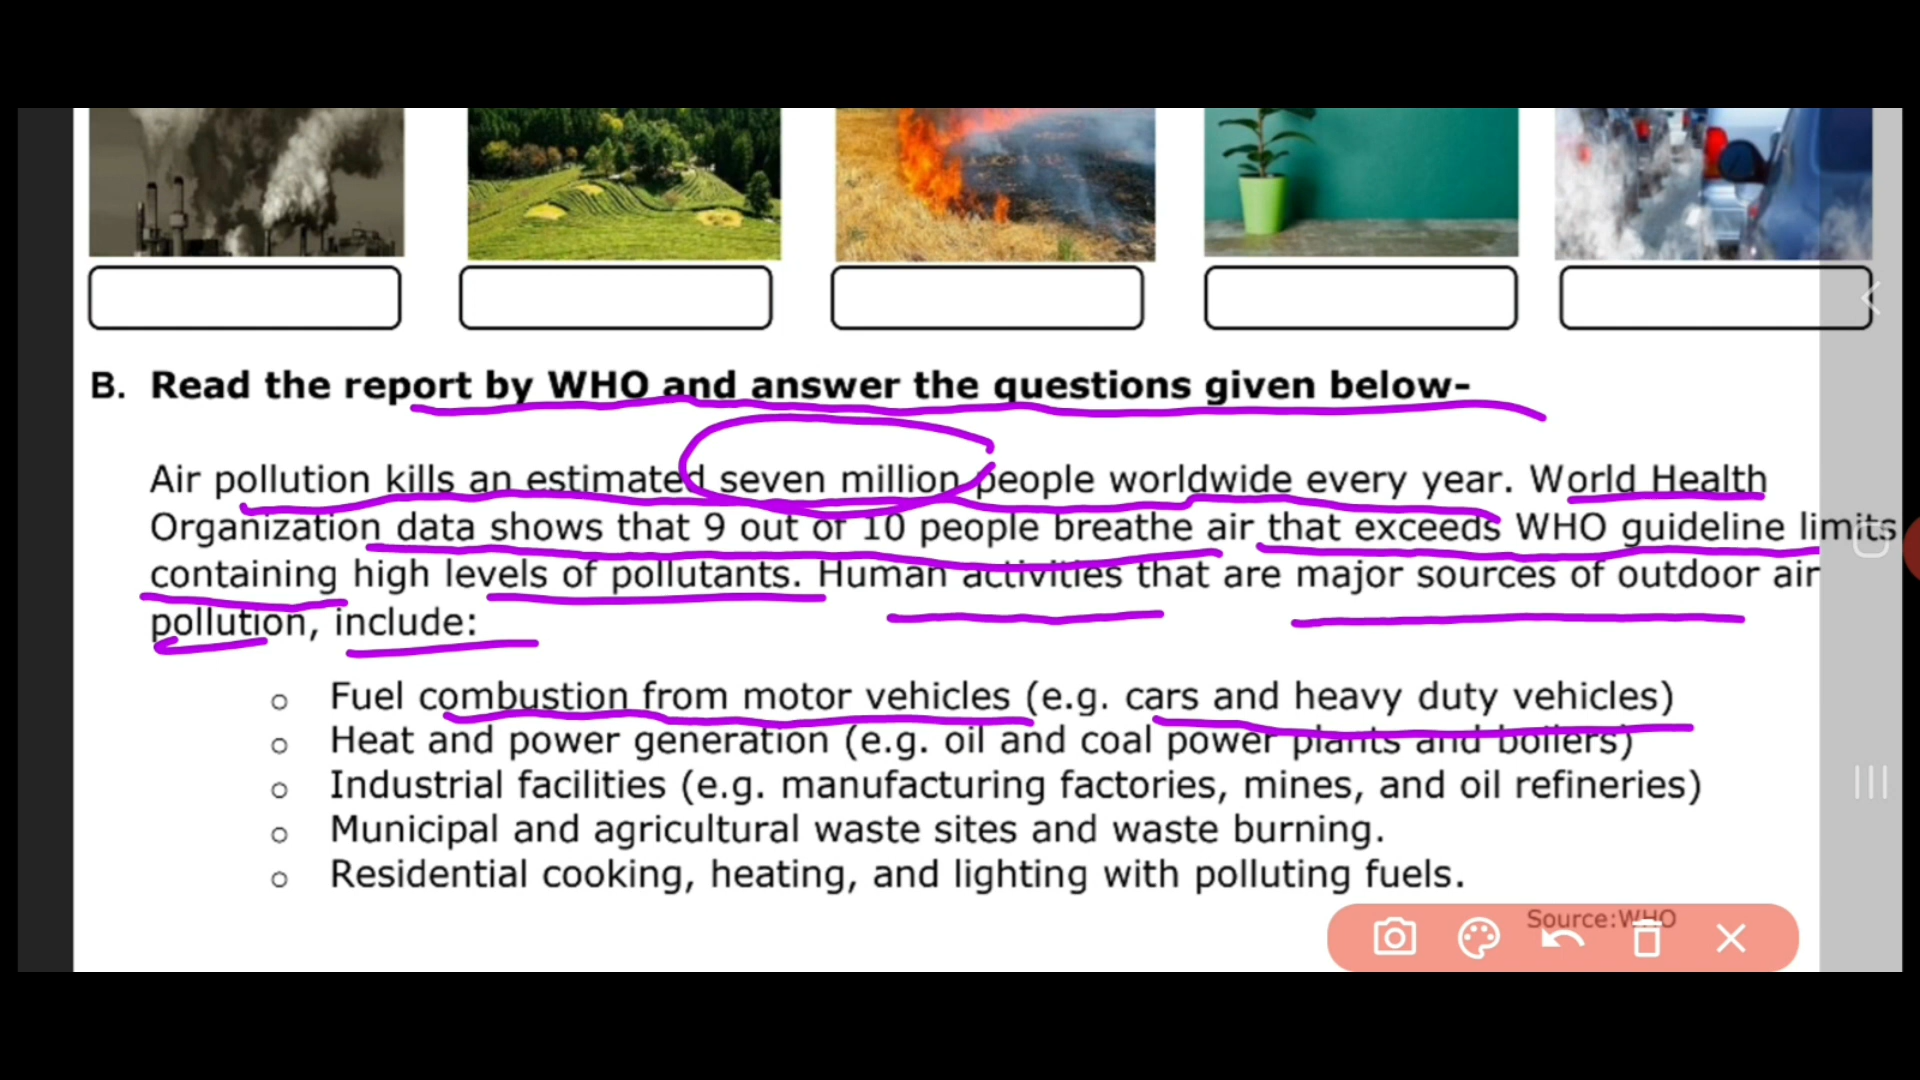 B. Read the report by WHO and answer the questions given below-
Air pollution kills an estimated seven million people worldwide every year. World Health
Organization data shows that 9 out of 10 people breathe air that exceeds WHO guideline limits
containing high levels of pollutants. Human activities that are major sources of outdoor air
pollution, include:
o Fuel combustion from motor vehicles (e.g. cars and heavy duty vehicles)
o Heat and power generation (e.g. oil and coal power plants and boilers)
o Industrial facilities (e.g. manufacturing factories, mines, and oil refineries)
o Municipal and agricultural waste sites and waste burning.
o Residential cooking, heating, and lighting with polluting fuels.
Source:WHO